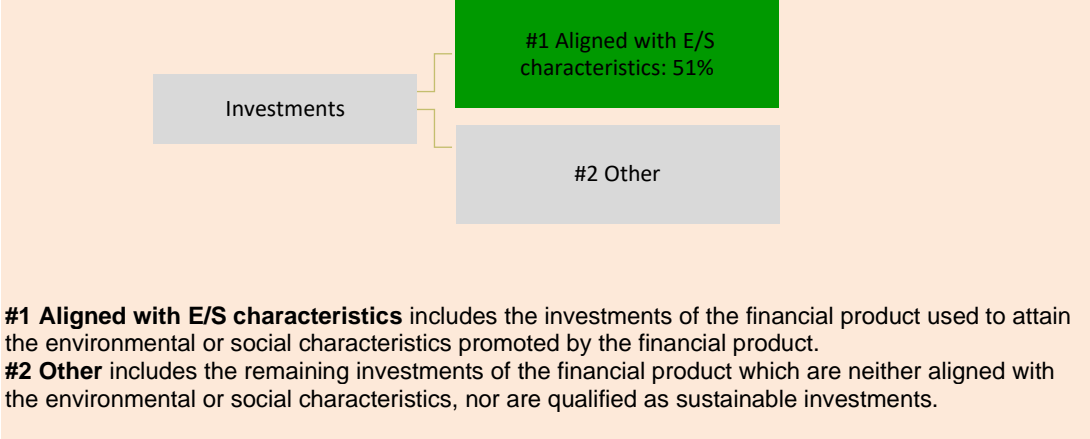 #1 Aligned with E/S
characteristics: 51%
Investments
#2 Other
#1 Aligned with E/S characteristics includes the investments of the financial product used to attain
the environmental or social characteristics promoted by the financial product.
#2 Other includes the remaining investments of the financial product which are neither aligned with
the environmental or social characteristics, nor are qualified as sustainable investments.